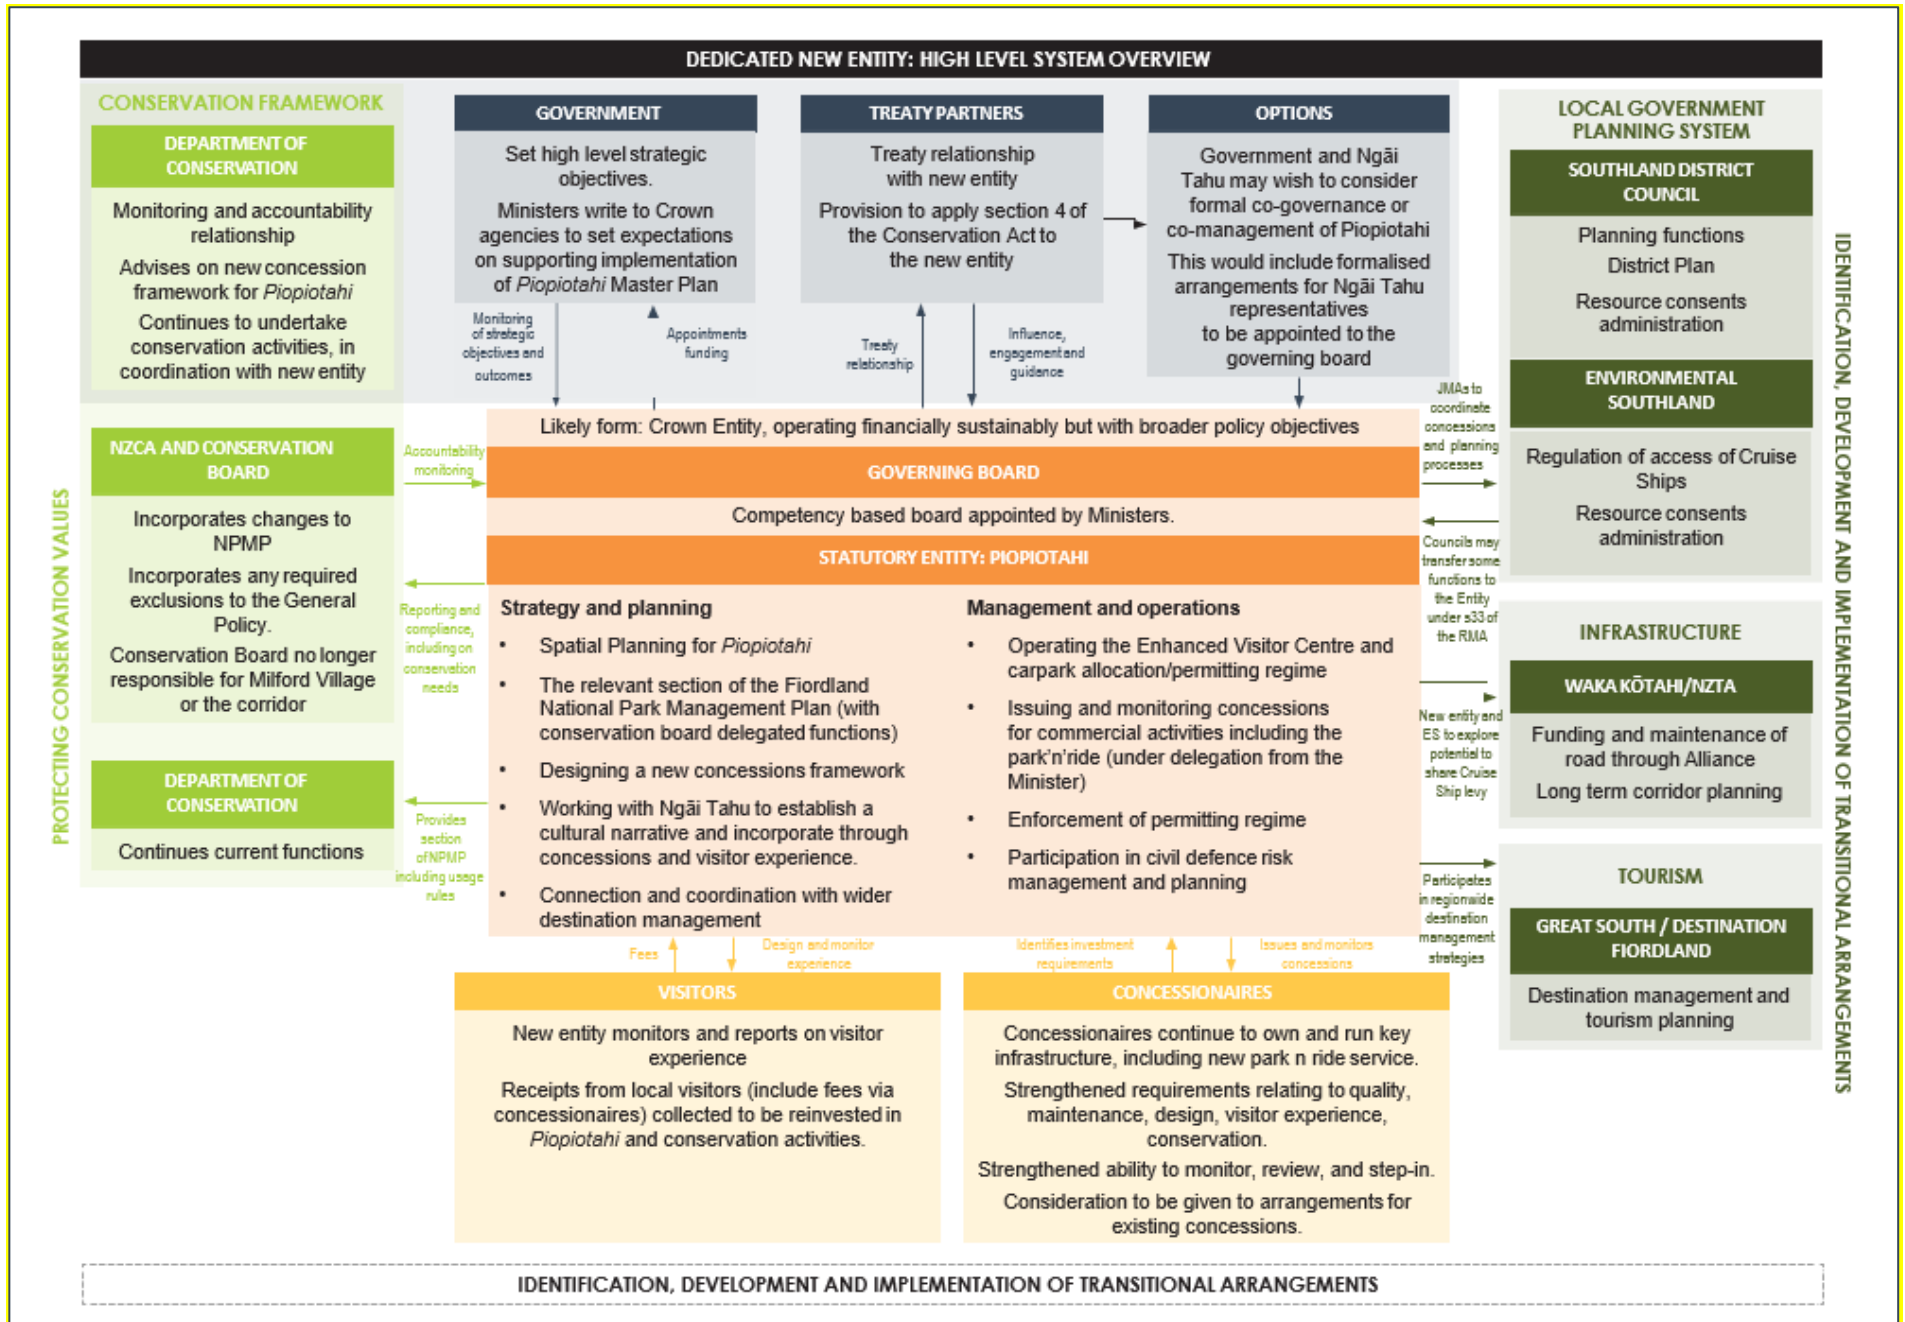 DEDICATED NEW ENTITY: HIGH LEVEL SYSTEM OVERVIEW
CONSERVATION FRAMEWORK
DEPARTMENT OF
CONSERVATION
Monitoring and accountability
relationship
Advises on new concession
framework for Piopiotahi
Continues to undertake
conservation activities, in
coordination with new entity
GOVERNMENT
Set high level strategic
objectives.
Ministers write to Crown
agencies to set expectations
on supporting implementation
of Piopiotahi Master Plan
TREATY PARTNERS
Treaty relationship
with new entity
Provision to apply section 4 of
the Conservation Act to
the new entity
OPTIONS
Government and Ngāi
Tahu may wish to consider
formal co-governance or
co-management of Piopiotahi
This would include formalised
arrangements for Ngāi Tahu
representatives
to be appointed to the
governing board
LOCAL GOVERNMENT
PLANNING SYSTEM
SOUTHLAND DISTRICT
COUNCIL
Planning functions
District Plan
Resource consents
administration
ENVIRONMENTAL
SOUTHLAND
Regulation of access of Cruise
Ships
Resource consents
administration
Monitoring
of strategic
objectives and
outcomes
Appointments
funding
Treaty
relationship
Influence,
engagement and
guidance
JMAs to
coordinate
concessions
and planning
processes
NZCA AND CONSERVATION
BOARD
Incorporates changes to
NPMP
Incorporates any required
exclusions to the General
Policy.
Conservation Board no longer
responsible for Milford Village
or the corridor
Accountability
monitoring
Reporting and
compliance,
including on
conservation
needs
DEPARTMENT OF
CONSERVATION
Continues current functions
Provides
section
of NPMP
including usage
rules
PROTECTING CONSERVATION VALUES
Likely form: Crown Entity, operating financially sustainably but with broader policy objectives
GOVERNING BOARD
Competency based board appointed by Ministers.
STATUTORY ENTITY: PIOPIOTAHI
Strategy and planning
• Spatial Planning for Piopiotahi
• The relevant section of the Fiordland
National Park Management Plan (with
conservation board delegated functions)
• Designing a new concessions framework
• Working with Ngāi Tahu to establish a
cultural narrative and incorporate through
concessions and visitor experience.
• Connection and coordination with wider
destination management
Management and operations
• Operating the Enhanced Visitor Centre and
carpark allocation/permitting regime
• Issuing and monitoring concessions
for commercial activities including the
park'n'ride (under delegation from the
Minister)
• Enforcement of permitting regime
• Participation in civil defence risk
management and planning
Councils may
transfer some
functions to
the Entity
under s33 of
the RMA
New entity and
ES to explore
potential to
share Cruise
Ship levy
Participates
in regionwide
destination
management
strategies
INFRASTRUCTURE
WAKA KŌTAHI/NZTA
Funding and maintenance of
road through Alliance
Long term corridor planning
TOURISM
GREAT SOUTH / DESTINATION
FIORDLAND
Destination management and
tourism planning
IDENTIFICATION, DEVELOPMENT AND IMPLEMENTATION OF TRANSITIONAL ARRANGEMENTS
Fees
Design and monitor
experience
Identifies investment
requirements
Issues and monitors
concessions
VISITORS
New entity monitors and reports on visitor
experience
Receipts from local visitors (include fees via
concessionaires) collected to be reinvested in
Piopiotahi and conservation activities.
CONCESSIONAIRES
Concessionaires continue to own and run key
infrastructure, including new park n ride service.
Strengthened requirements relating to quality,
maintenance, design, visitor experience,
conservation.
Strengthened ability to monitor, review, and step-in.
Consideration to be given to arrangements for
existing concessions.
IDENTIFICATION, DEVELOPMENT AND IMPLEMENTATION OF TRANSITIONAL ARRANGEMENTS